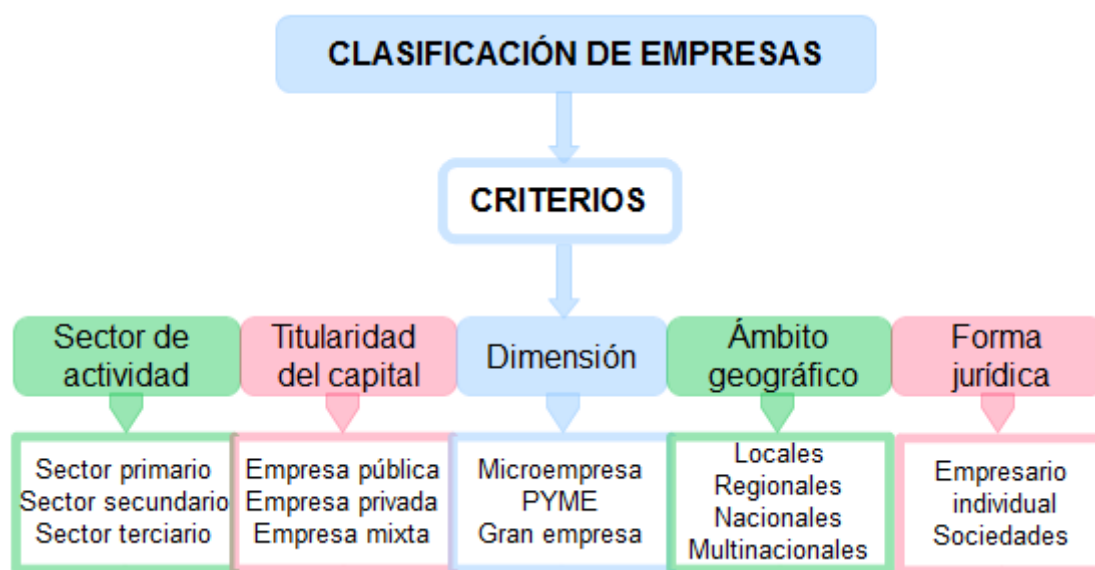 CLASIFICACIÓN DE EMPRESAS
CRITERIOS
Sector de
actividad
Sector primario
Sector secundario
Sector terciario
Titularidad
del capital
Empresa pública
Empresa privada
Empresa mixta
Dimensión
Microempresa
PYME
Gran empresa
Ámbito
geográfico
Locales
Regionales
Nacionales
Multinacionales
Forma
jurídica
Empresario
individual
Sociedades